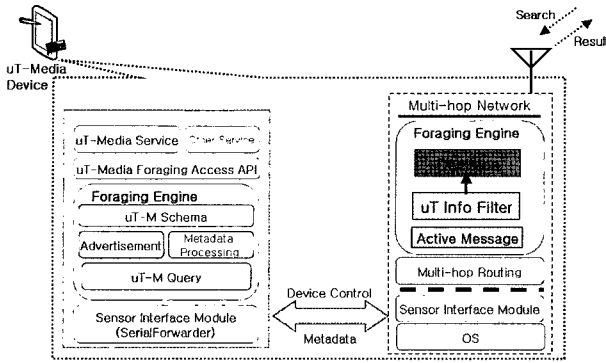 Search
Result
uT-Media
Device
Multi-hop Network
Foraging Engine
uT-Media Service
Other Service
uT-Media Foraging Access API
Foraging Engine
uT-M Schema
uT Info Filter
Advertisement
Metadata
Processing
Active Message
uT-M Query
Multi-hop Routing
Device Control
Metadata
Sensor Interface Module
(SerialForwarder)
Sensor Interface Module
OS